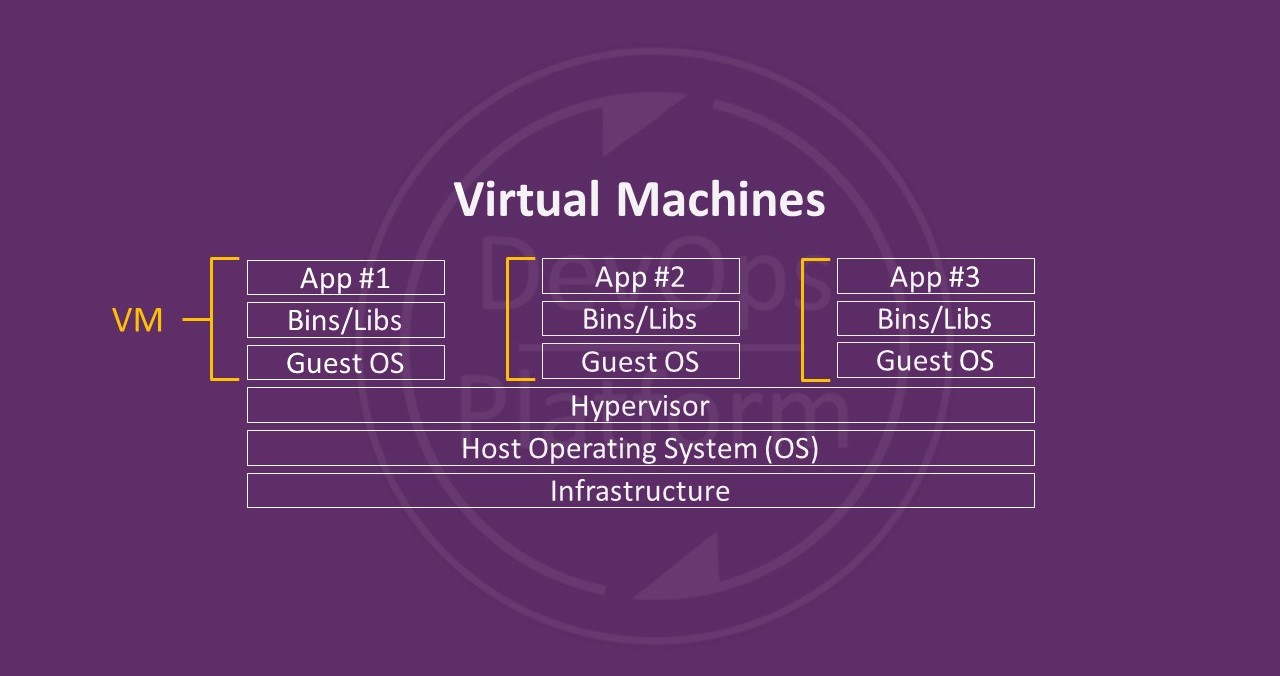 Virtual Machines
DevOps
Platform
VM
App #1
Bins/Libs
Guest OS
App #2
Bins/Libs
Guest OS
App #3
Bins/Libs
Guest OS
Hypervisor
Host Operating System (OS)
Infrastructure